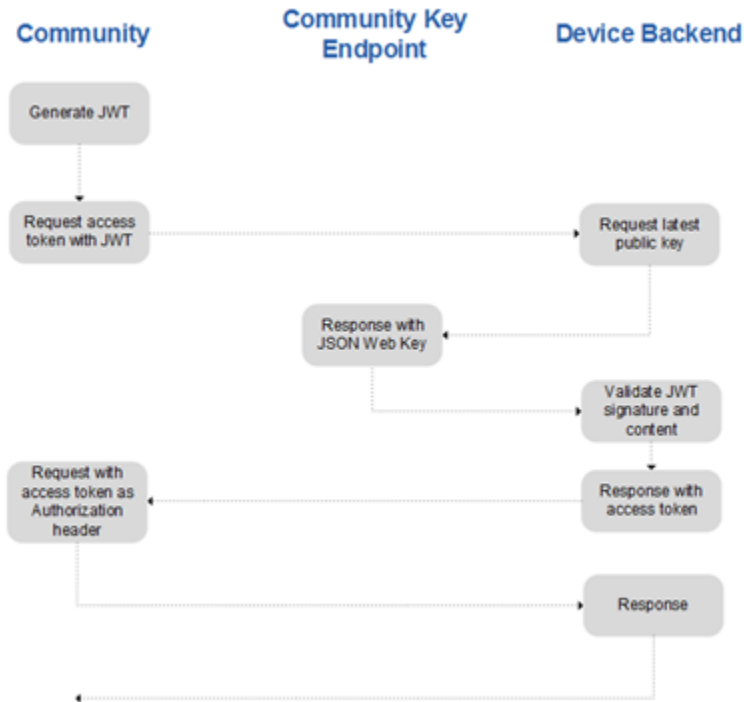 Community
Community Key
Endpoint
Device Backend
Generate JWT
Request access
token with JWT
Request latest
public key
Response with
JSON Web Key
Validate JWT
signature and
content
Request with
access token as
Authorization
header
Response with
access token
Response